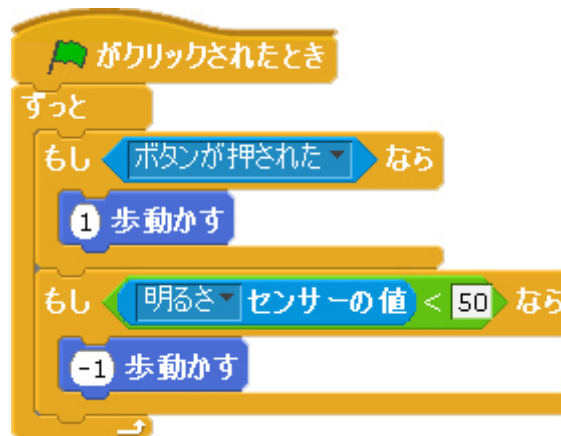 がクリックされたとき
ずっと
もし ボタンが押された なら
1 歩動かす
もし 明るさ センサーの値 < 50 なら
-1 歩動かす